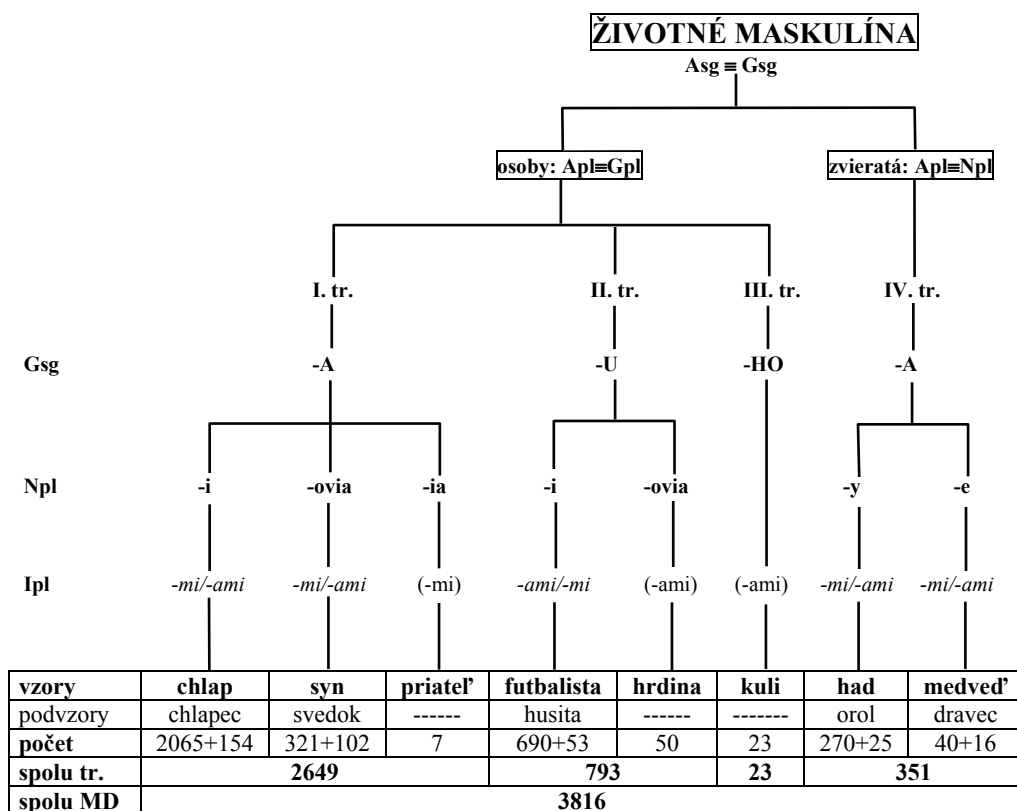 ŽIVOTNÉ MASKULÍNA
Asg ≡ Gsg
osoby: Apl≡Gpl zvieratá: Apl≡Npl
I. tr. II. tr. III. tr. IV. tr.
Gsg -A -U -HO -A
Npl -i -ovia -ia -i -ovia -y -e
Ipl -mi/-ami -mi/-ami (-mi) -ami/-mi (-ami) (-ami) -mi/-ami -mi/-ami
vzory chlap syn priateľ futbalista hrdina kuli had medveď
podvzory chlapec svedok ------ husita ------ ------- orol dravec
počet 2065+154 321+102 7 690+53 50 23 270+25 40+16
spolu tr. 2649 793 23 351
spolu MD 3816